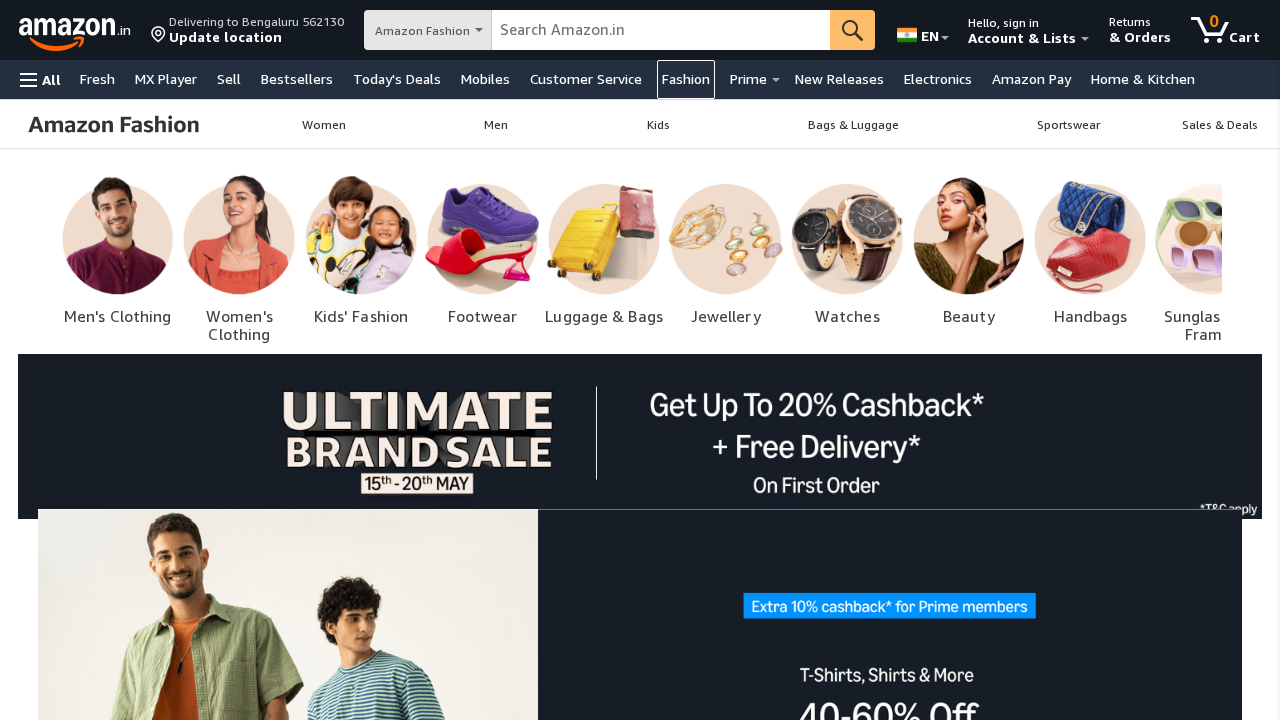 amazon.in
Delivering to Bengaluru 562130
Update location
Amazon Fashion
Search Amazon.in
EN
Hello, sign in
Account & Lists
Returns
& Orders
0
Cart
All
Fresh
MX Player
Sell
Bestsellers
Today's Deals
Mobiles
Customer Service
Fashion
Prime
New Releases
Electronics
Amazon Pay
Home & Kitchen
Amazon Fashion
Women
Men
Kids
Bags & Luggage
Sportswear
Sales & Deals
Men's Clothing
Women's
Clothing
Kids' Fashion
Footwear
Luggage & Bags
Jewellery
Watches
Beauty
Handbags
Sunglas
Fram
ULTIMATE
BRAND SALE
15th - 20th MAY
Get Up To 20% Cashback*
+ Free Delivery*
On First Order
*T&C apply
Extra 10% cashback* for Prime members
T-Shirts, Shirts & More
40-60% Off